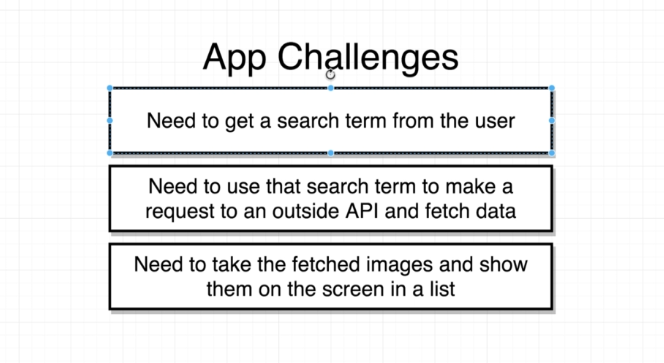 App Challenges
Need to get a search term from the user
Need to use that search term to make a
request to an outside API and fetch data
Need to take the fetched images and show
them on the screen in a list